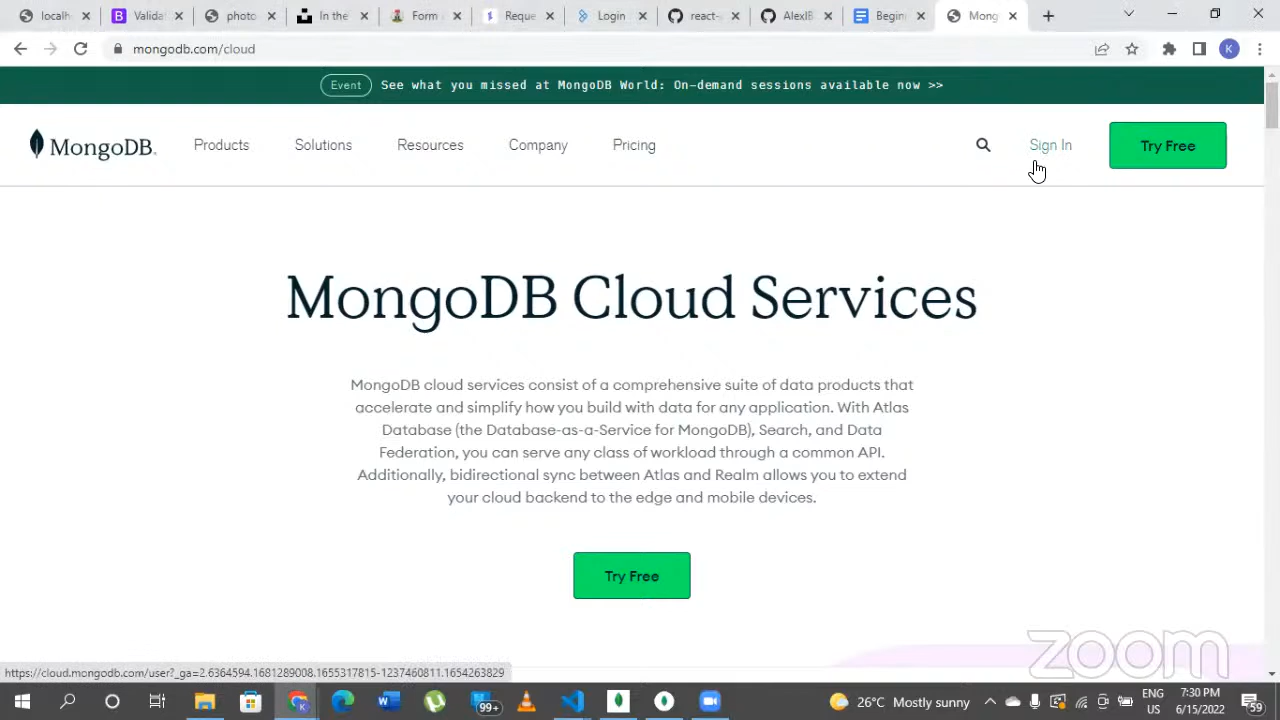 localh
Valida
photo
In the
Form
Reque
Login
react-
AlexIB
Begin
Mong
mongodb.com/cloud
K
Event
See what you missed at MongoDB World: On-demand sessions available now >>
MongoDB.
Products
Solutions
Resources
Company
Pricing
Sign In
Try Free
MongoDB Cloud Services
MongoDB cloud services consist of a comprehensive suite of data products that
accelerate and simplify how you build with data for any application. With Atlas
Database (the Database-as-a-Service for MongoDB), Search, and Data
Federation, you can serve any class of workload through a common API.
Additionally, bidirectional sync between Atlas and Realm allows you to extend
your cloud backend to the edge and mobile devices.
Try Free
zoom
https://cloud.mongodb.com/user?_ga=2.6364594.1681289008.1655317815-1237460811.1654263829
99+
26°C Mostly sunny
ENG
US
7:30 PM
6/15/2022
59